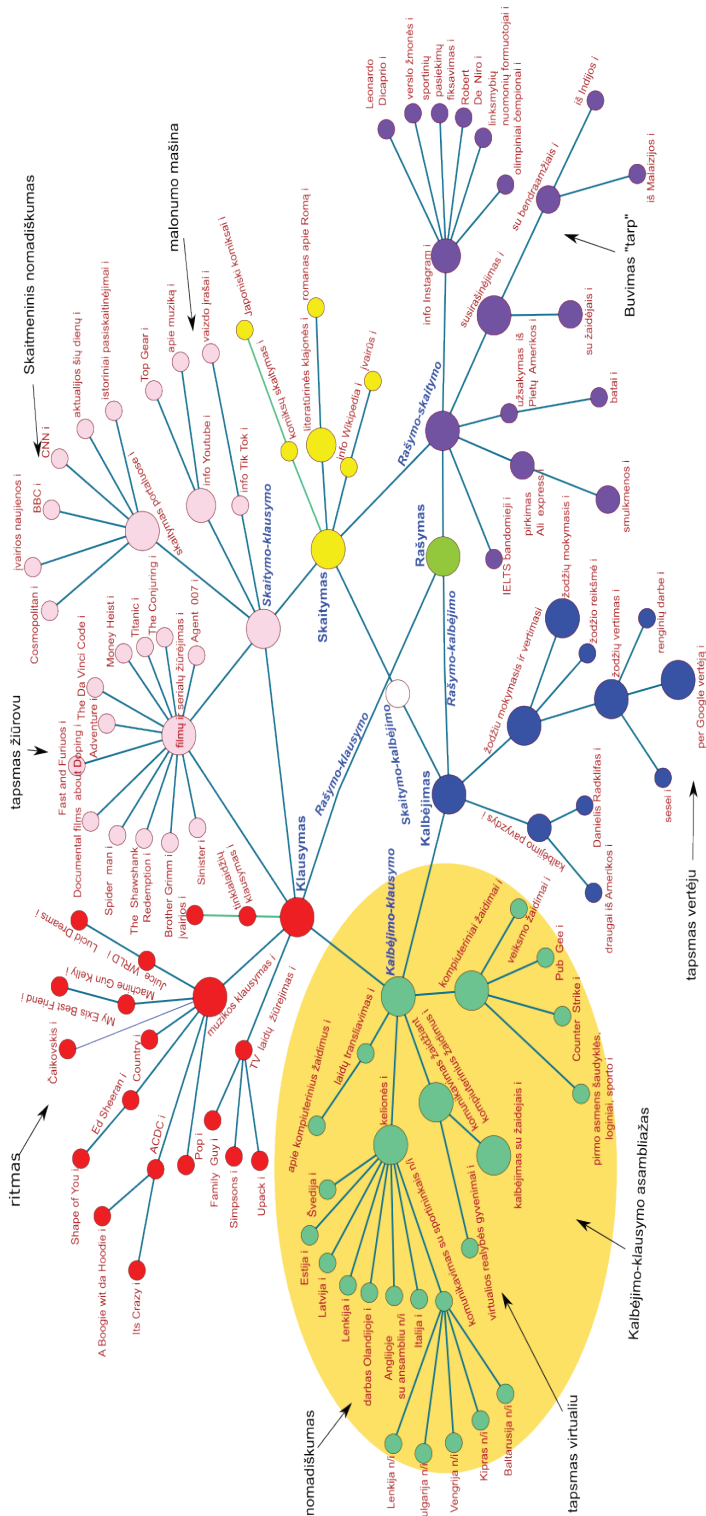 ritmas
tapsmas žiūrovu
Skaitmeninis nomadiškumas
malonumo mašina
Shape of You i
Ed Sheeran i
A Boogie wit da Hoodie i
Its Crazy i
ACDC i
Country i
Pop i
Čaikovskis i
My Exis Best Friend i
Machine Gun Kelly i
Juice WRLD i
Lucid Dreams i
muzikos klausymas i
Family Guy i
Simpsons i
Upack i
TV laidų žiūrejimas i
įvairios i
tinklalaidžių
klausymas i
Klausymas
Fast and Furiuos i
Documental films about Doping i
Spider man i
The Shawshank
Redemption i
Brother Grimm i
Sinister i
Adventure i
The Da Vinci Code i
Money Heist i
Titanic i
The Conjuring i
Agent 007 i
filmų ir serialų žiūrėjimas i
Cosmopolitan i
įvairios naujienos i
BBC i
CNN i
aktualijos šių dienų i
istoriniai pasiskaitinėjimai i
skaitymas portaluose i
Top Gear i
apie muziką i
vaizdo įrašai i
info Youtube i
info Tik Tok i
Skaitymo-klausymo
Japoniški komiksai i
komiksų skaitymas i
romanas apie Romą i
literatūrinės klajonės i
įvairūs i
info Wikipedia i
Skaitymas
Rašymo-klausymo
Skaitymo-kalbėjimo
Rašymo-skaitymo
Leonardo
Dicaprio i
verslo žmonės i
sportinių
pasiekimų
fiksavimas i
Robert
De Niro i
linksmybių
nuomonių formuotojai i
olimpiniai čempionai i
info Instagram i
susirašinėjimas i
su bendraamžiais i
iš Indijos i
iš Malaizijos i
Buvimas "tarp"
su žaidėjais i
užsakymas iš
Pietų Amerikos i
batai i
pirkimas
Ali express i
smulkmenos i
IELTS bandomieji i
Rašymas
Rašymo-kalbėjimo
Kalbėjimas
žodžiu mokymasis ir vertimasi
žodžių mokymasis i
žodžio reikšmė i
žodžių vertimas i
renginių darbe i
per Google vertėją i
sesei i
tapsmas vertėju
kalbėjimo pavyzdys i
Danielis Radklifas i
draugai iš Amerikos i
Kalbėjimo-klausymo
kompiuteriniai žaidimai i
veiksmo žaidimai i
Pub Gee i
Counter Strike i
pirmo asmens šaudyklės,
loginiai, sporto i
laidų transliavimas i
apie kompiuterinius žaidimus i
komunikavimas žaidžiant
kompiuterinius žaidimus i
kalbėjimas su žaidejais i
virtualios realybės gyvenimai i
kelionės i
Švedija i
Estija i
Latvija i
Lenkija i
darbas Olandijoje i
Anglijoje
su ansambliu n/i
Italija i
komunikavimas su sportininkais n/i
Lenkija n/i
ulgarija n/i
Vengrija n/i
Kipras n/i
Baltarusija n/i
nomadiškumas
tapsmas virtualiu
Kalbėjimo-klausymo asambliažas